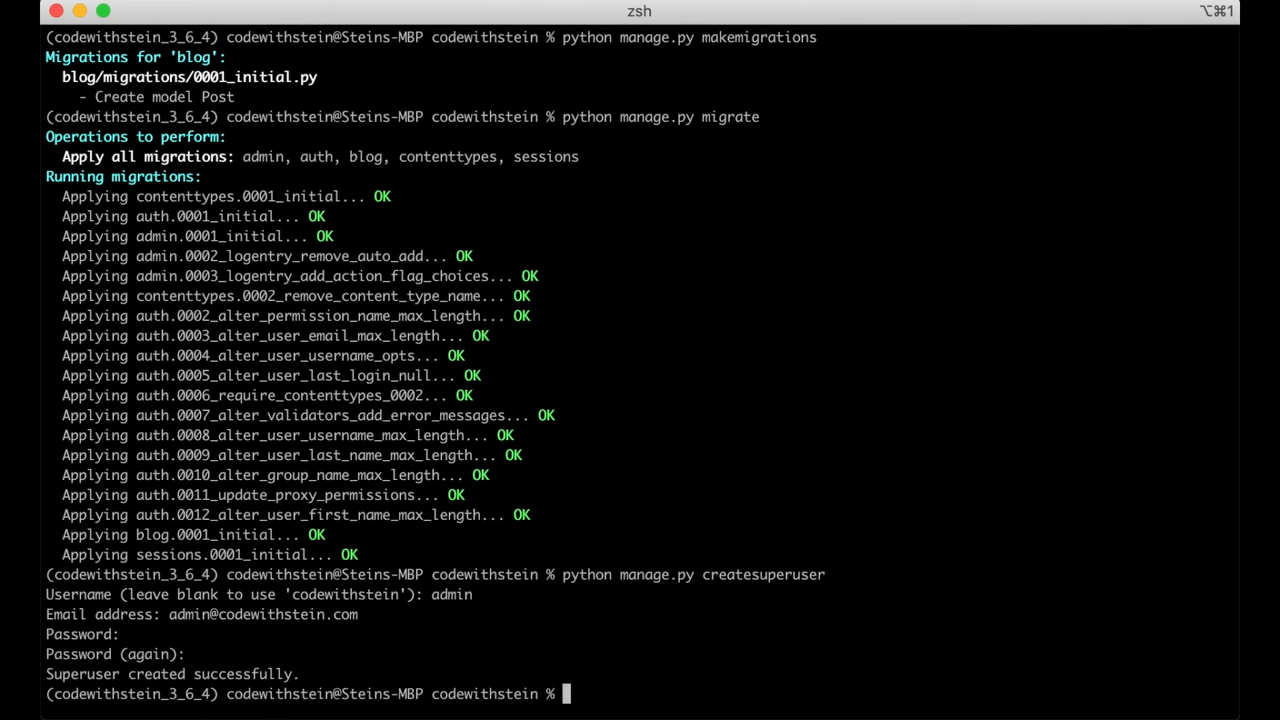 zsh
⌥⌘1
(codewithstein_3_6_4) codewithstein@Steins-MBP codewithstein % python manage.py makemigrations
Migrations for 'blog':
  blog/migrations/0001_initial.py
    - Create model Post
(codewithstein_3_6_4) codewithstein@Steins-MBP codewithstein % python manage.py migrate
Operations to perform:
  Apply all migrations: admin, auth, blog, contenttypes, sessions
Running migrations:
  Applying contenttypes.0001_initial... OK
  Applying auth.0001_initial... OK
  Applying admin.0001_initial... OK
  Applying admin.0002_logentry_remove_auto_add... OK
  Applying admin.0003_logentry_add_action_flag_choices... OK
  Applying contenttypes.0002_remove_content_type_name... OK
  Applying auth.0002_alter_permission_name_max_length... OK
  Applying auth.0003_alter_user_email_max_length... OK
  Applying auth.0004_alter_user_username_opts... OK
  Applying auth.0005_alter_user_last_login_null... OK
  Applying auth.0006_require_contenttypes_0002... OK
  Applying auth.0007_alter_validators_add_error_messages... OK
  Applying auth.0008_alter_user_username_max_length... OK
  Applying auth.0009_alter_user_last_name_max_length... OK
  Applying auth.0010_alter_group_name_max_length... OK
  Applying auth.0011_update_proxy_permissions... OK
  Applying auth.0012_alter_user_first_name_max_length... OK
  Applying blog.0001_initial... OK
  Applying sessions.0001_initial... OK
(codewithstein_3_6_4) codewithstein@Steins-MBP codewithstein % python manage.py createsuperuser
Username (leave blank to use 'codewithstein'): admin
Email address: admin@codewithstein.com
Password:
Password (again):
Superuser created successfully.
(codewithstein_3_6_4) codewithstein@Steins-MBP codewithstein %